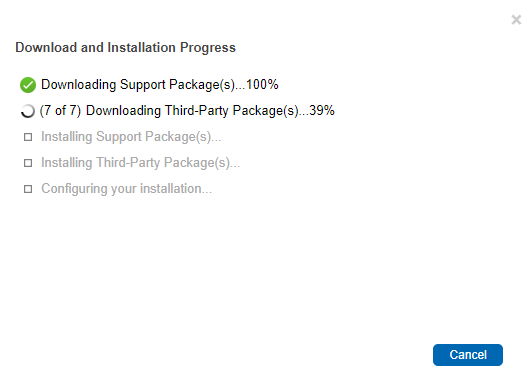 Download and Installation Progress
Downloading Support Package(s)...100%
(7 of 7) Downloading Third-Party Package(s)...39%
Installing Support Package(s)...
Installing Third-Party Package(s)...
Configuring your installation...
Cancel